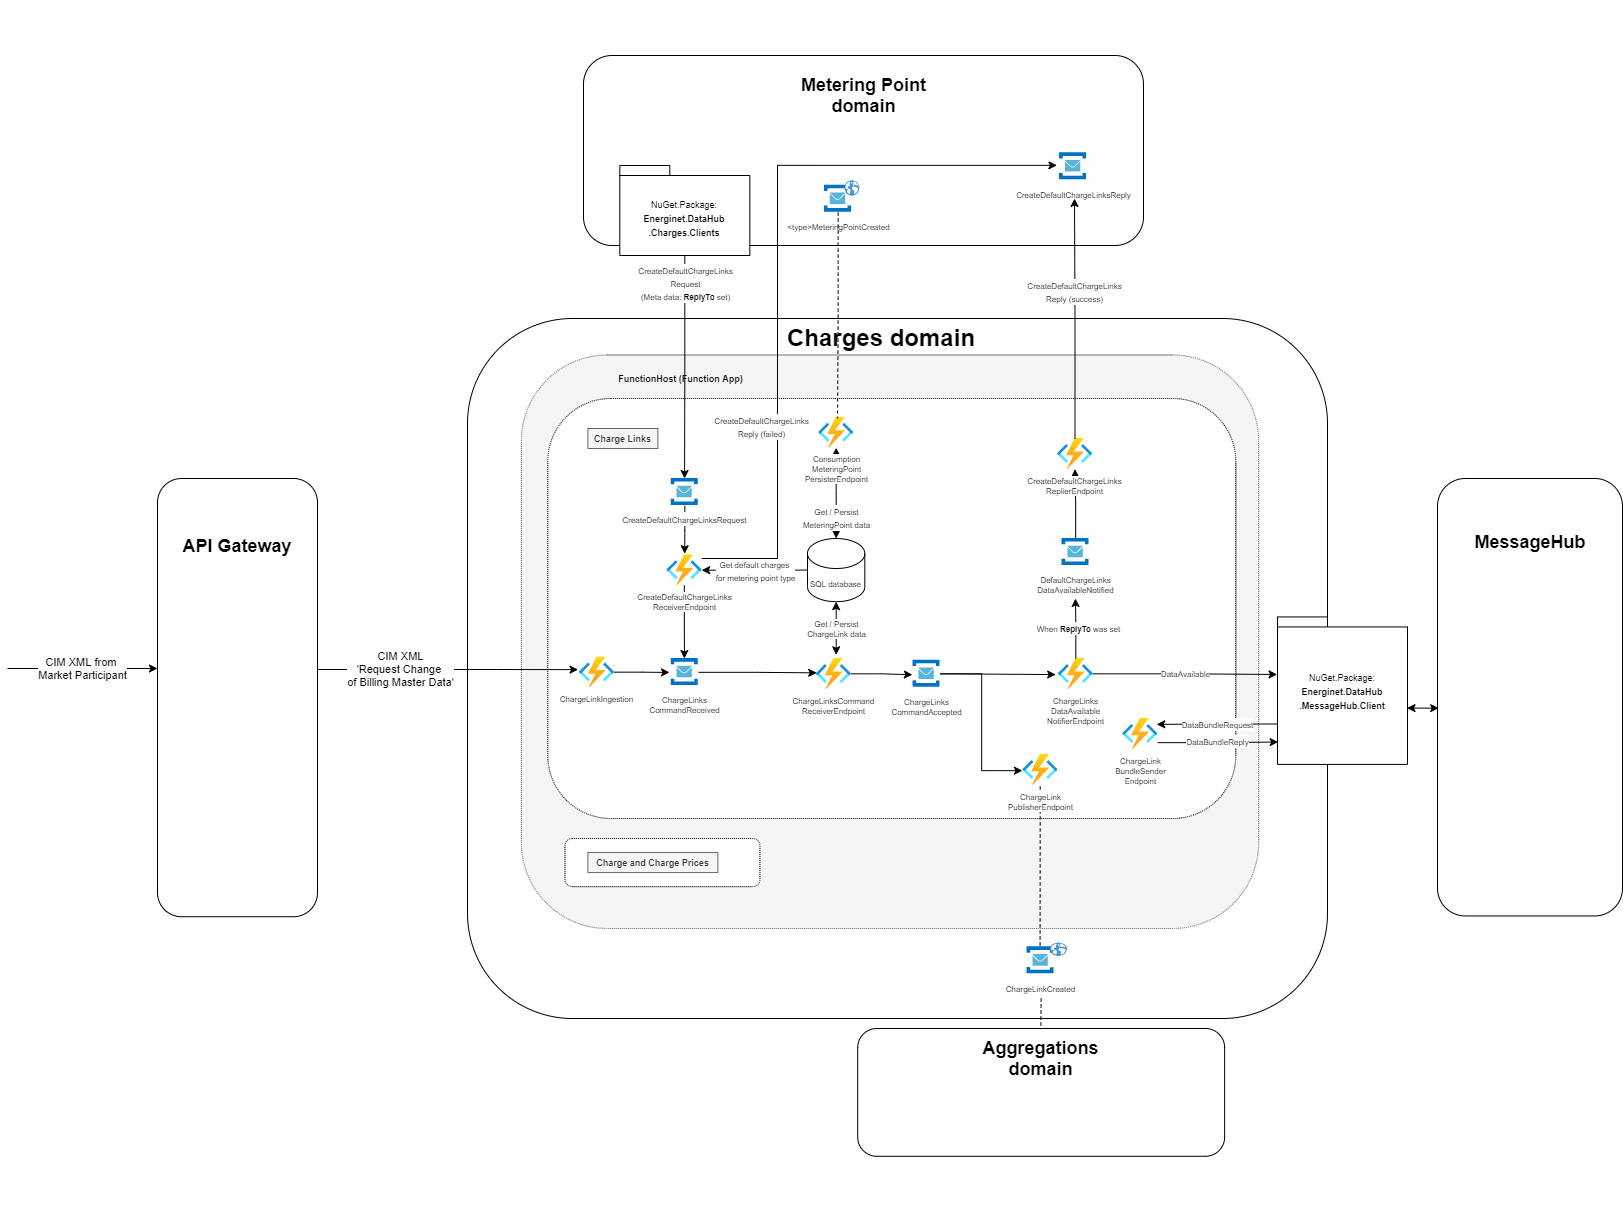 Metering Point
domain
NuGet.Package:
Energinet.DataHub
.Charges.Clients
<type>MeteringPointCreated
CreateDefaultChargeLinksReply
CreateDefaultChargeLinks
Request
(Meta data: ReplyTo set)
CreateDefaultChargeLinks
Reply (success)
Charges domain
FunctionHost (Function App)
Charge Links
CreateDefaultChargeLinks
Reply (failed)
Consumption
MeteringPoint
PersisterEndpoint
CreateDefaultChargeLinks
ReplierEndpoint
CreateDefaultChargeLinksRequest
Get / Persist
MeteringPoint data
API Gateway
MessageHub
Get default charges
for metering point type
SQL database
CreateDefaultChargeLinks
ReceiverEndpoint
DefaultChargeLinks
DataAvailableNotified
Get / Persist
ChargeLink data
When ReplyTo was set
CIM XML from
Market Participant
CIM XML
'Request Change
of Billing Master Data'
ChargeLinkIngestion
ChargeLinks
CommandReceived
ChargeLinksCommand
ReceiverEndpoint
ChargeLinks
CommandAccepted
ChargeLinks
DataAvailable
NotifierEndpoint
DataAvailable
NuGet.Package:
Energinet.DataHub
.MessageHub.Client
DataBundleRequest
DataBundleReply
ChargeLink
BundleSender
Endpoint
ChargeLink
PublisherEndpoint
Charge and Charge Prices
ChargeLinkCreated
Aggregations
domain